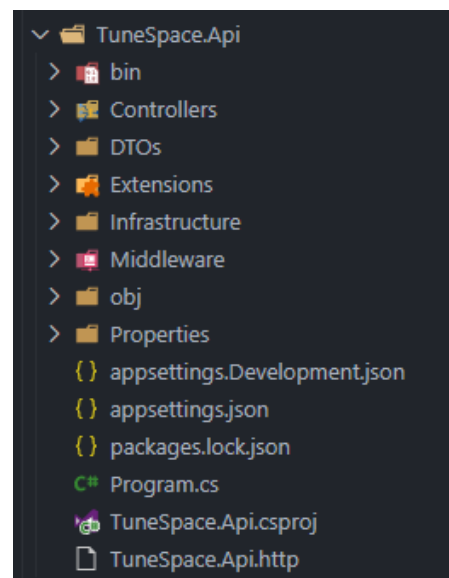 TuneSpace.Api
bin
Controllers
DTOs
Extensions
Infrastructure
Middleware
obj
Properties
{} appsettings.Development.json
{} appsettings.json
{} packages.lock.json
C# Program.cs
TuneSpace.Api.csproj
TuneSpace.Api.http